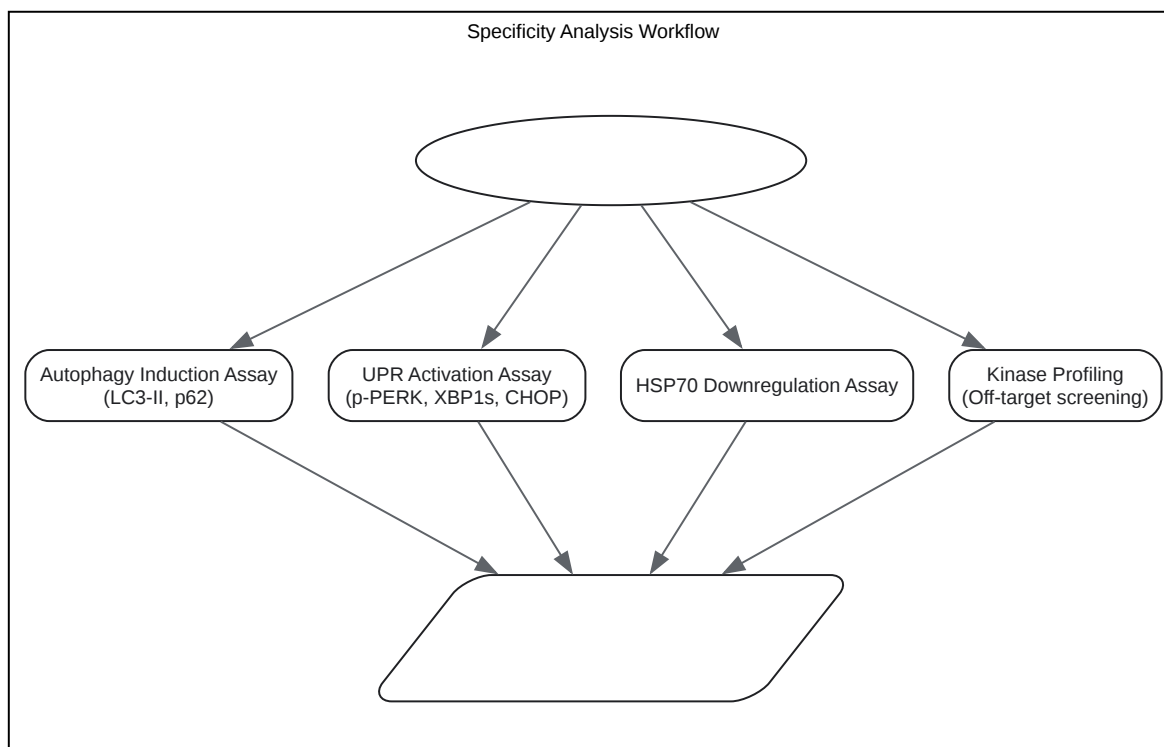 Specificity Analysis Workflow
Autophagy Induction Assay
(LC3-II, p62)
UPR Activation Assay
(p-PERK, XBP1s, CHOP)
HSP70 Downregulation Assay
Kinase Profiling
(Off-target screening)